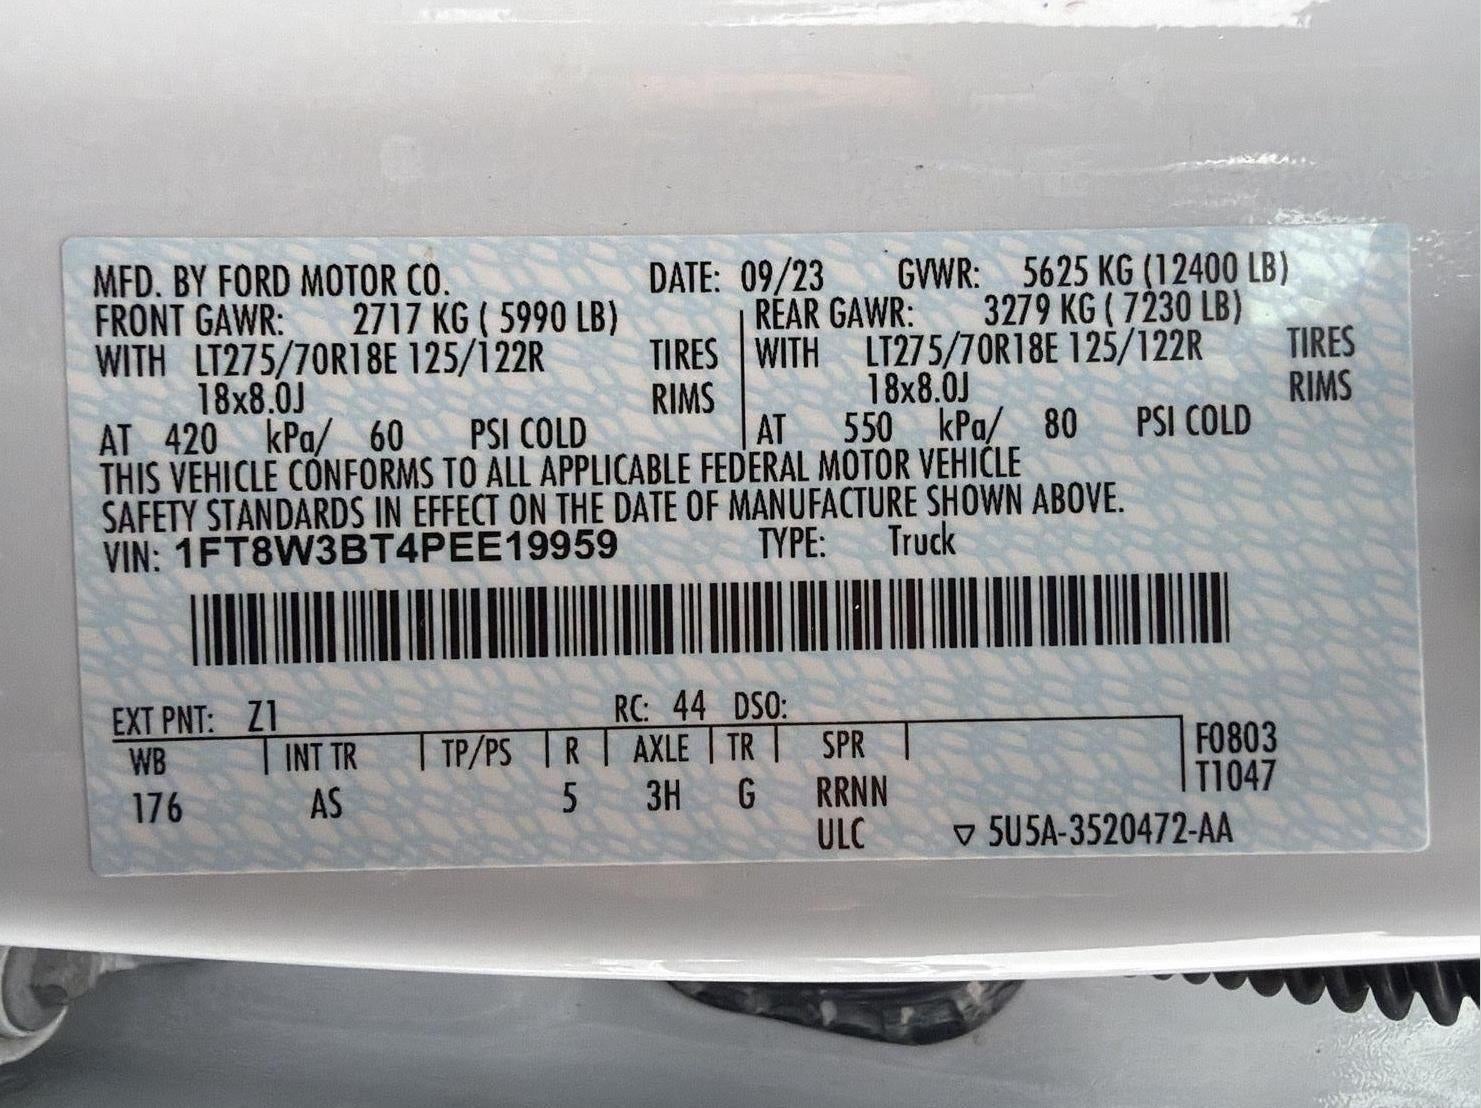 MFD. BY FORD MOTOR CO. DATE: 09/23 GVWR: 5625 KG (12400 LB)
FRONT GAWR: 2717 KG ( 5990 LB) REAR GAWR: 3279 KG ( 7230 LB)
WITH LT275/70R18E 125/122R TIRES WITH LT275/70R18E 125/122R TIRES
18x8.0J RIMS 18x8.0J RIMS
AT 420 kPa/ 60 PSI COLD AT 550 kPa/ 80 PSI COLD
THIS VEHICLE CONFORMS TO ALL APPLICABLE FEDERAL MOTOR VEHICLE
SAFETY STANDARDS IN EFFECT ON THE DATE OF MANUFACTURE SHOWN ABOVE.
VIN: 1FT8W3BT4PEE19959 TYPE: Truck
EXT PNT: Z1 RC: 44 DSO:
WB INT TR TP/PS R AXLE TR SPR F0803
176 AS 5 3H G RRNN T1047
ULC ▽ 5U5A-3520472-AA